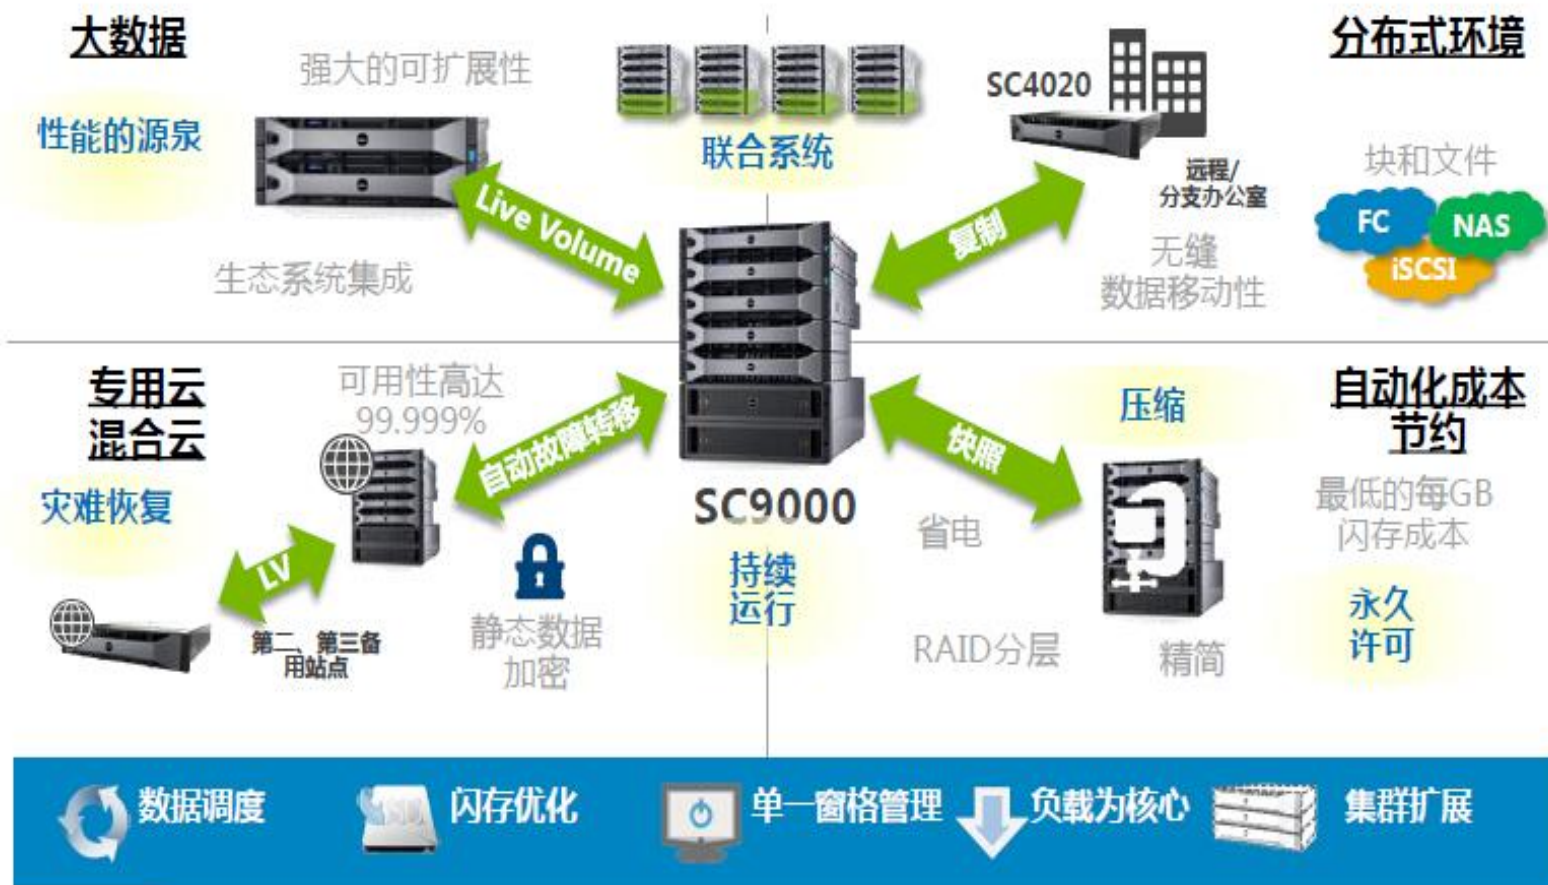 大数据
强大的可扩展性
性能的源泉
Live Volume
生态系统集成
联合系统
SC4020
分布式环境
远程/
分支办公室
块和文件
FC
NAS
iSCSI
复制
无缝
数据移动性
专用云
混合云
可用性高达
99.999%
自动故障转移
灾难恢复
LV
第二、第三备
用站点
静态数据
加密
SC9000
持续
运行
压缩
快照
自动化成本
节约
最低的每GB
闪存成本
省电
永久
许可
RAID分层
精简
数据调度
闪存优化
单一窗格管理
负载为核心
集群扩展